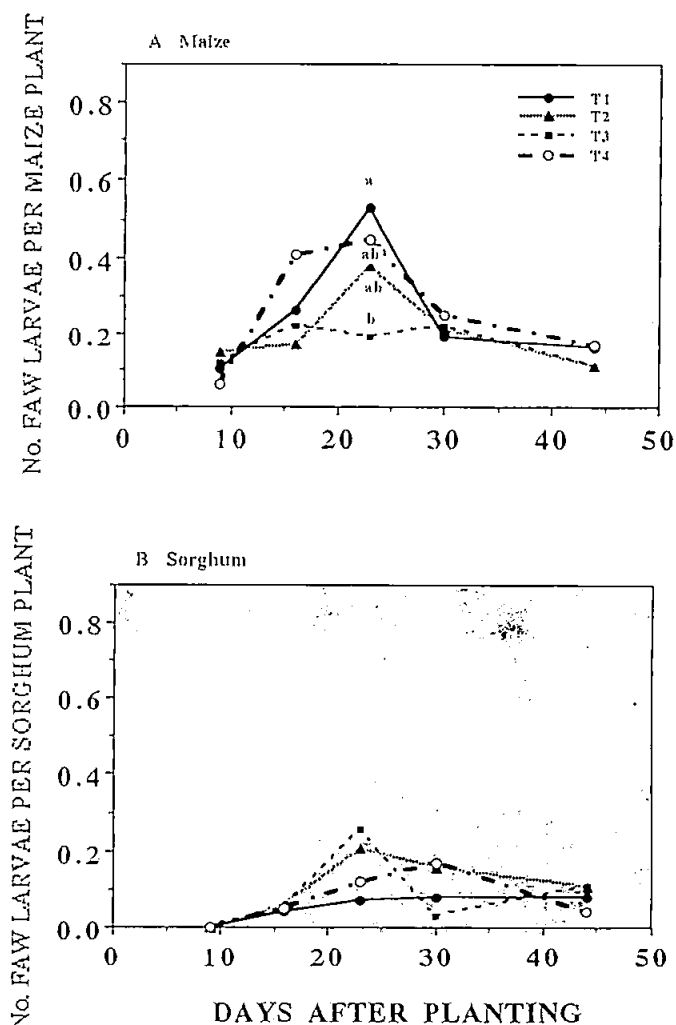 A Maize
No. FAW LARVAE PER MAIZE PLANT
0.8
0.6
0.4
0.2
0.0
T1
T2
T3
T4
a
ab
ab
b
0 10 20 30 40 50
B Sorghum
No. FAW LARVAE PER SORGHUM PLANT
0.8
0.6
0.4
0.2
0.0
0 10 20 30 40 50
DAYS AFTER PLANTING